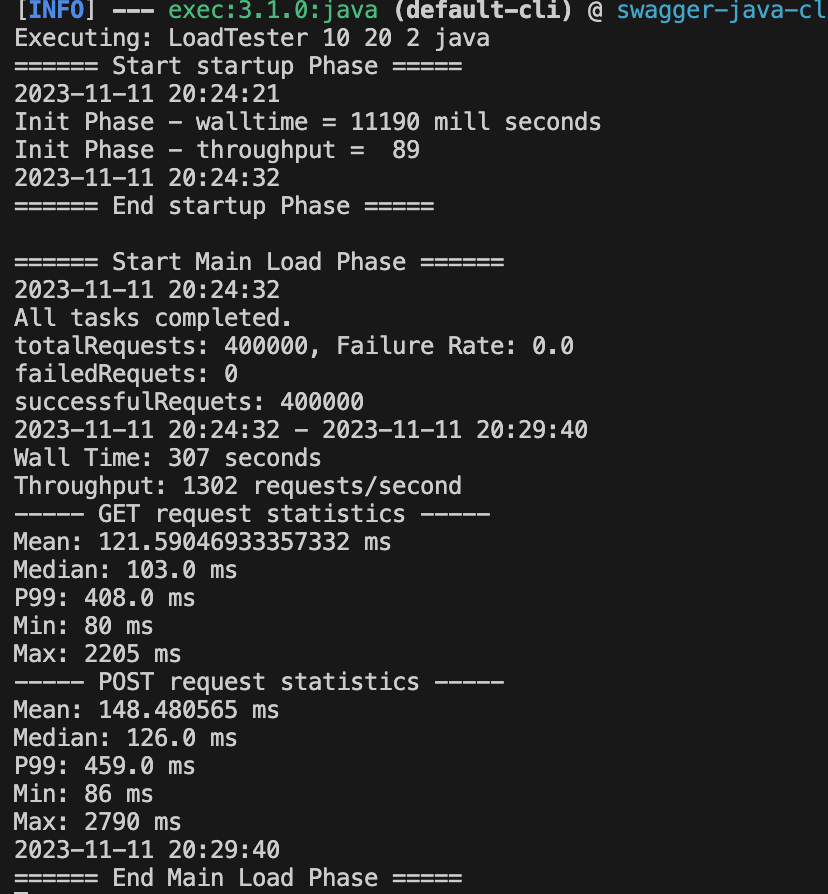 [INFO] --- exec:3.1.0:java (default-cli) @ swagger-java-cl
Executing: LoadTester 10 20 2 java
====== Start startup Phase =====
2023-11-11 20:24:21
Init Phase - walltime = 11190 mill seconds
Init Phase - throughput =  89
2023-11-11 20:24:32
====== End startup Phase =====

====== Start Main Load Phase ======
2023-11-11 20:24:32
All tasks completed.
totalRequests: 400000, Failure Rate: 0.0
failedRequets: 0
successfulRequets: 400000
2023-11-11 20:24:32 - 2023-11-11 20:29:40
Wall Time: 307 seconds
Throughput: 1302 requests/second
----- GET request statistics -----
Mean: 121.59046933357332 ms
Median: 103.0 ms
P99: 408.0 ms
Min: 80 ms
Max: 2205 ms
----- POST request statistics -----
Mean: 148.480565 ms
Median: 126.0 ms
P99: 459.0 ms
Min: 86 ms
Max: 2790 ms
2023-11-11 20:29:40
====== End Main Load Phase =====